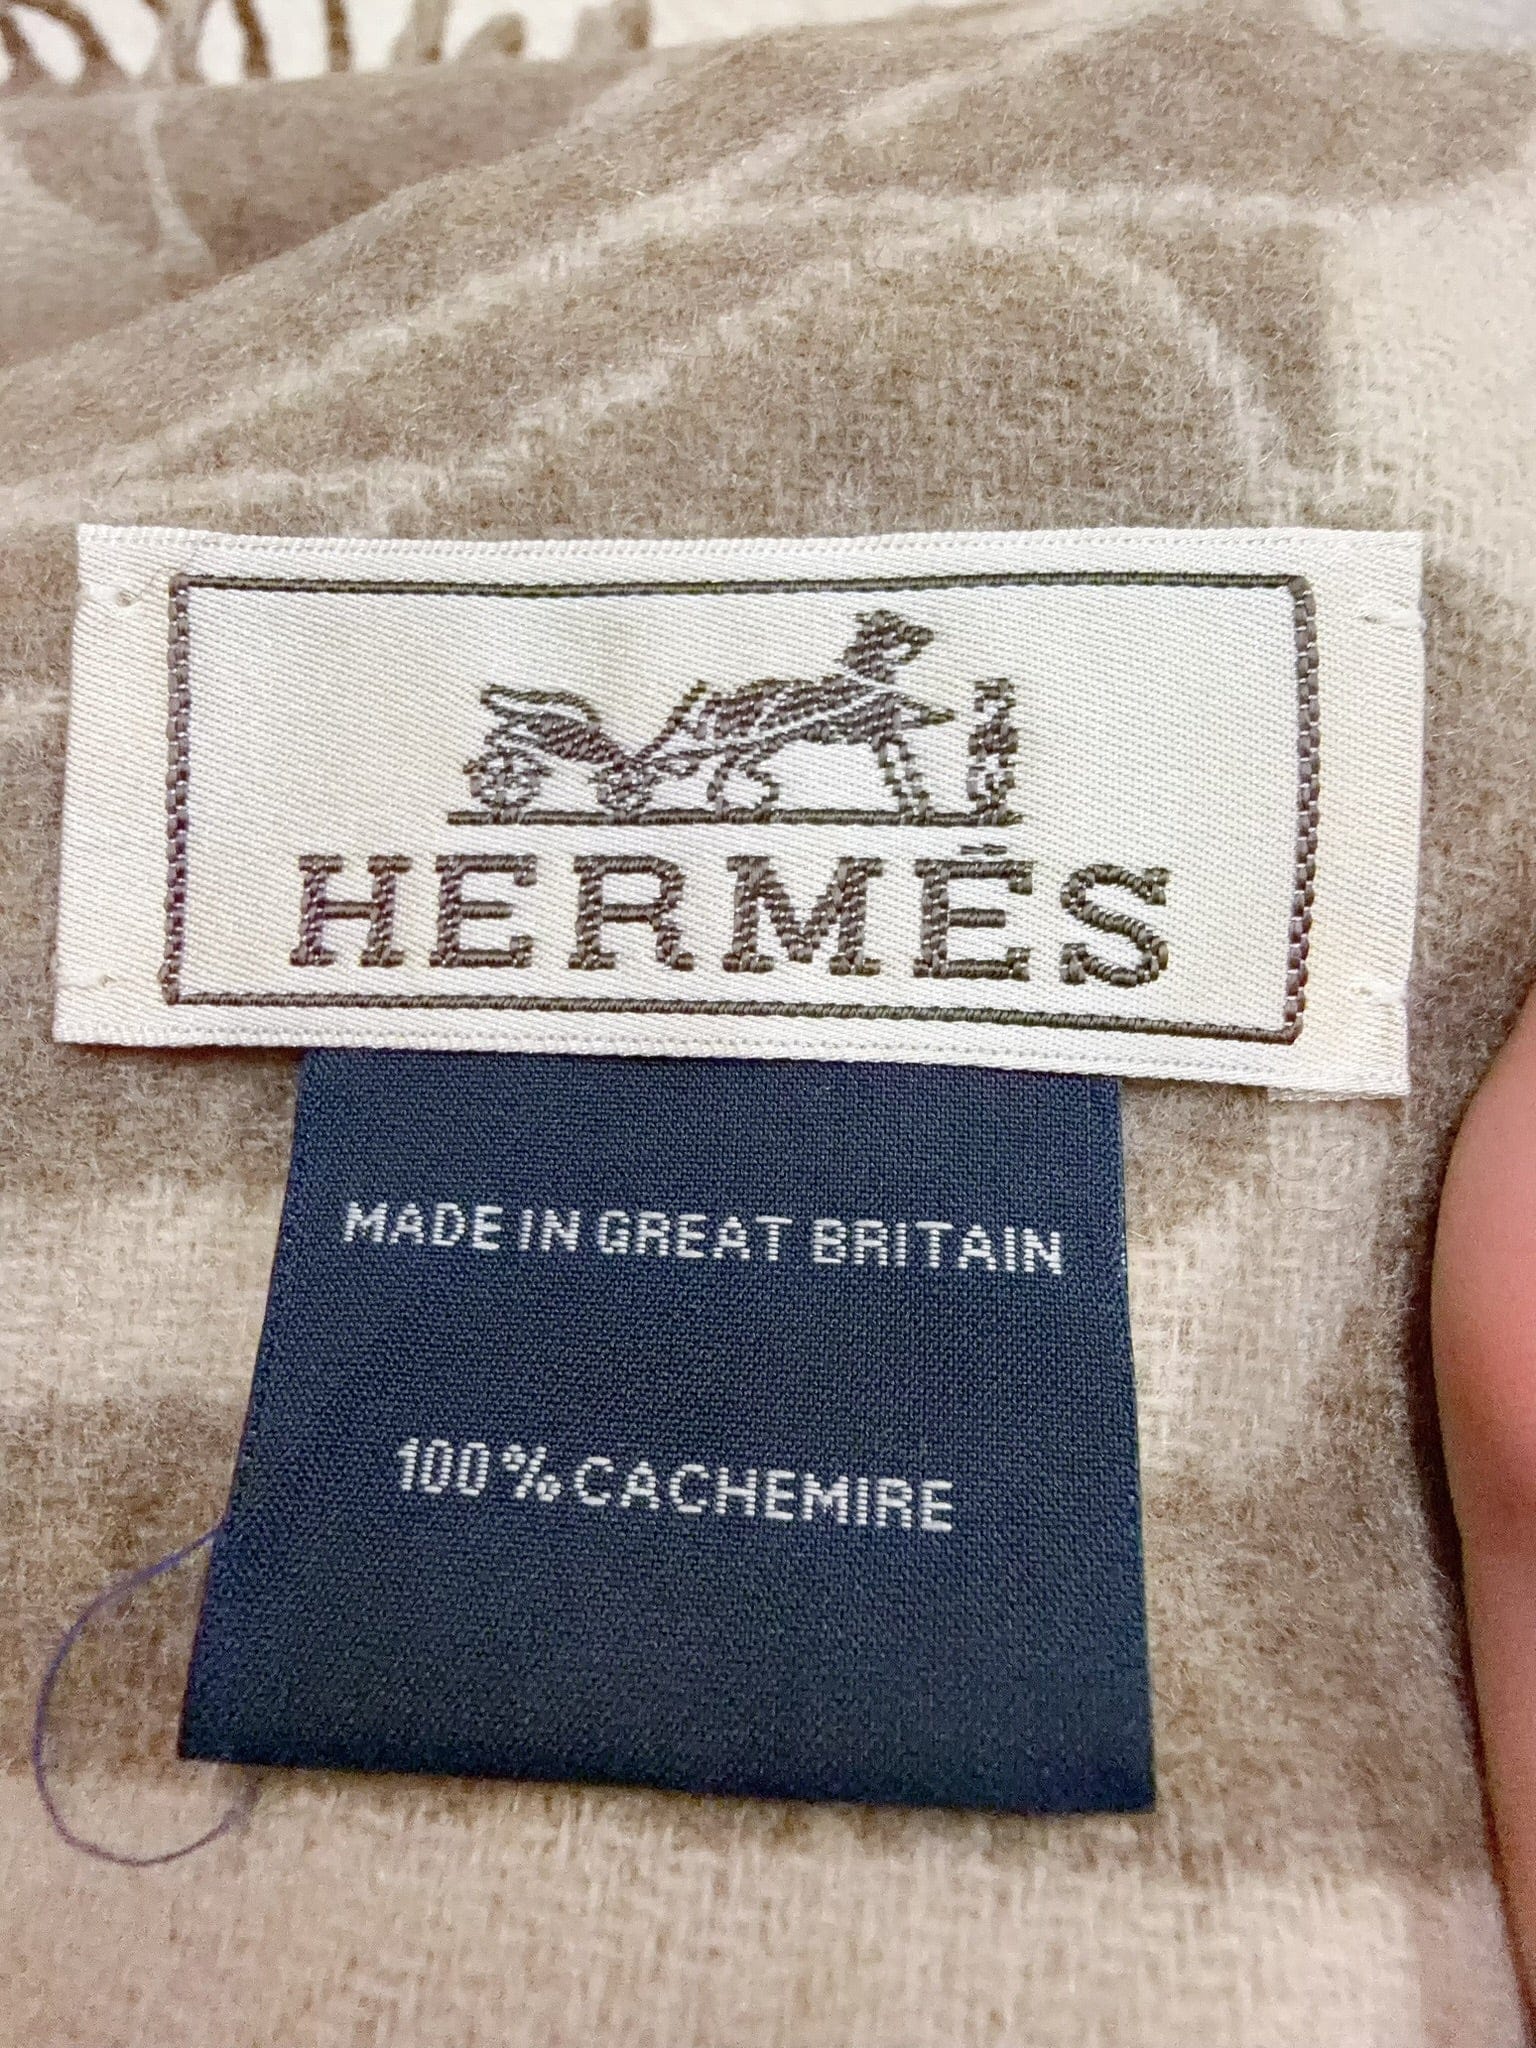 HERMÈS
MADE IN GREAT BRITAIN
100% CACHEMIRE